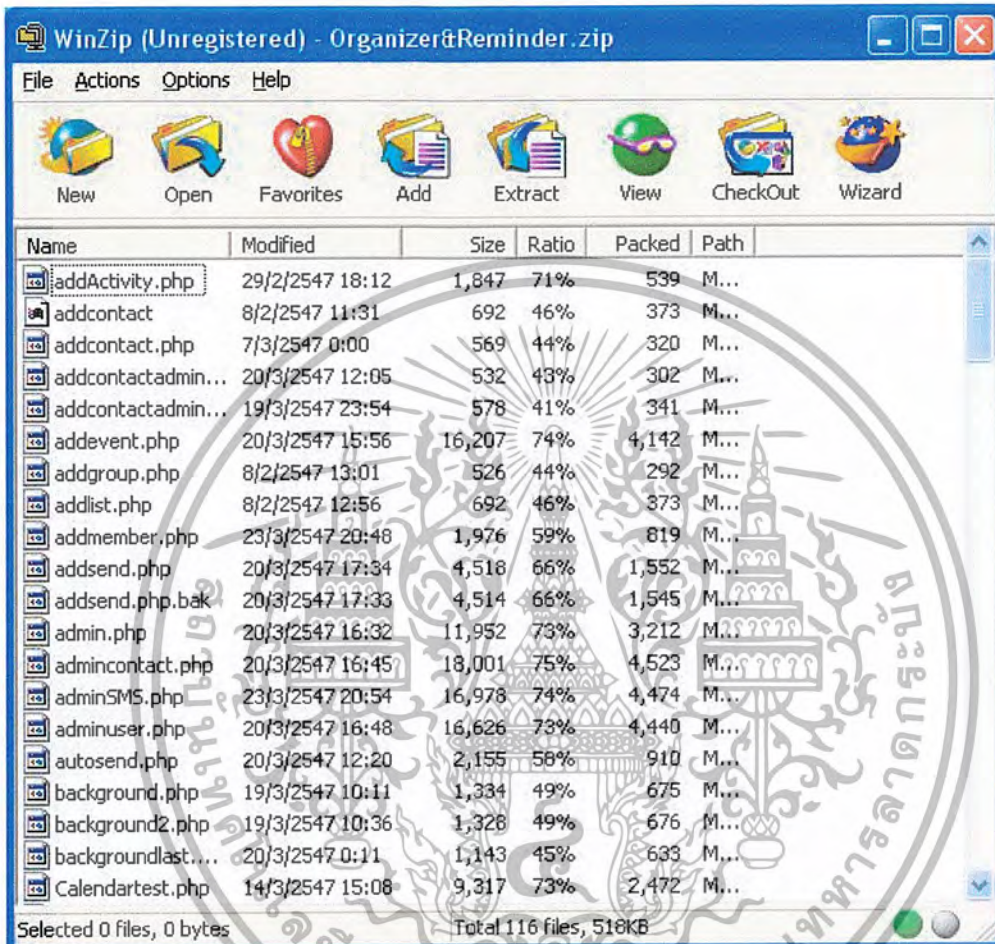 WinZip (Unregistered) - Organizer&Reminder.zip
File Actions Options Help
New Open Favorites Add Extract View CheckOut Wizard
Name Modified Size Ratio Packed Path
addActivity.php 29/2/2547 18:12 1,847 71% 539 M...
addcontact 8/2/2547 11:31 692 46% 373 M...
addcontact.php 7/3/2547 0:00 569 44% 320 M...
addcontactadmin... 20/3/2547 12:05 532 43% 302 M...
addcontactadmin... 19/3/2547 23:54 578 41% 341 M...
addevent.php 20/3/2547 15:56 16,207 74% 4,142 M...
addgroup.php 8/2/2547 13:01 526 44% 292 M...
addlist.php 8/2/2547 12:56 692 46% 373 M...
addmember.php 23/3/2547 20:48 1,976 59% 819 M...
addsend.php 20/3/2547 17:34 4,518 66% 1,552 M...
addsend.php.bak 20/3/2547 17:33 4,514 66% 1,545 M...
admin.php 20/3/2547 16:32 11,952 73% 3,212 M...
admincontact.php 20/3/2547 16:45 18,001 75% 4,523 M...
adminSMS.php 23/3/2547 20:54 16,978 74% 4,474 M...
adminuser.php 20/3/2547 16:48 16,626 73% 4,440 M...
autosend.php 20/3/2547 12:20 2,155 58% 910 M...
background.php 19/3/2547 10:11 1,334 49% 675 M...
background2.php 19/3/2547 10:36 1,328 49% 676 M...
backgroundlast.... 20/3/2547 0:11 1,143 45% 633 M...
Calendartest.php 14/3/2547 15:08 9,317 73% 2,472 M...
Selected 0 files, 0 bytes Total 116 files, 518KB